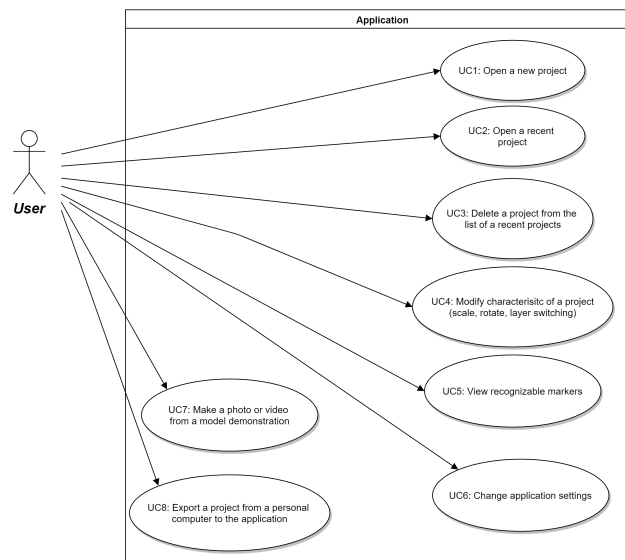 Application
UC1: Open a new project
UC2: Open a recent
project
User
UC3: Delete a project from the
list of a recent projects
UC4: Modify characterisitc of a project
(scale, rotate, layer switching)
UC5: View recognizable markers
UC7: Make a photo or video
from a model demonstration
UC6: Change application settings
UC8: Export a project from a personal
computer to the application